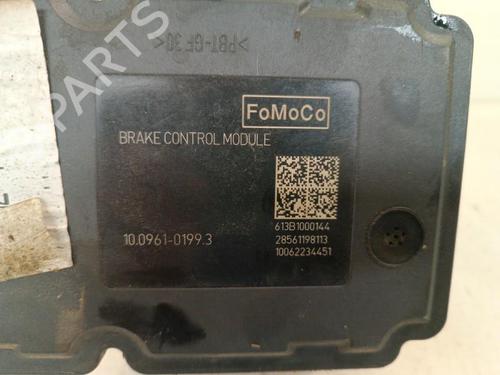 >PBT-GF30<
FoMoCo
BRAKE CONTROL MODULE
613B1000144
10.0961-0199.3
28561198113
10062234451
B-PARTS